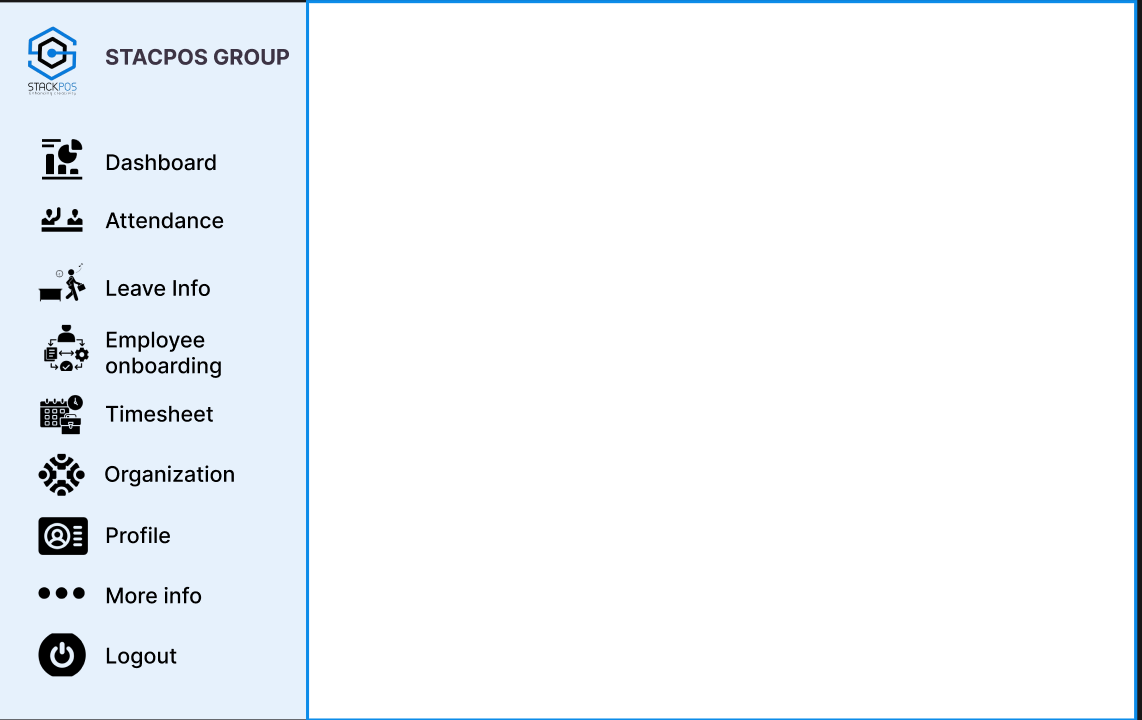 STACPOS GROUP
STACKPOS
Dashboard
Attendance
Leave Info
Employee
onboarding
Timesheet
Organization
Profile
More info
Logout